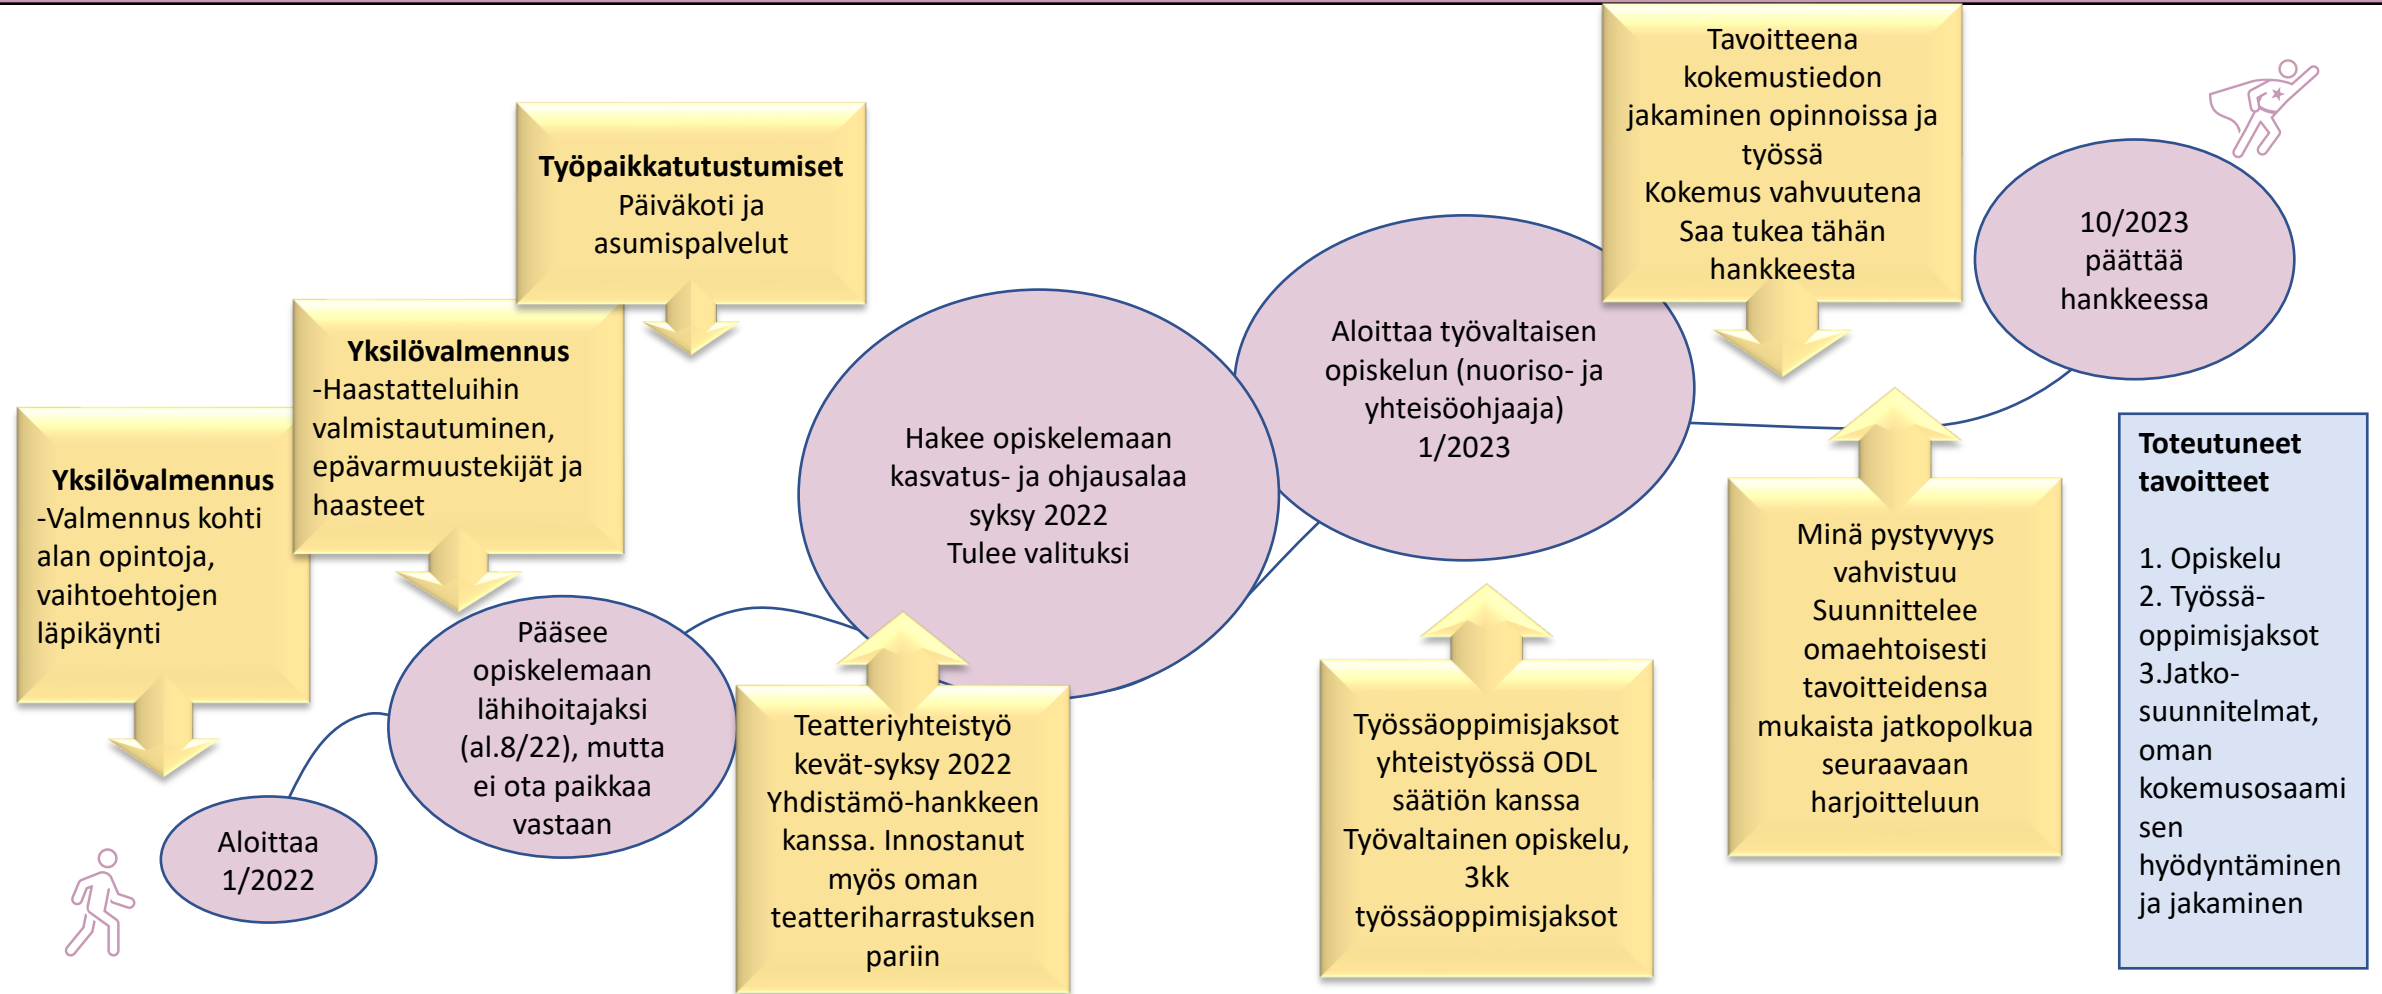 Yksilövalmennus
-Valmennus kohti
alan opintoja,
vaihtoehtojen
läpikäynti
Aloittaa
1/2022
Yksilövalmennus
-Haastatteluihin
valmistautuminen,
epävarmuustekijät ja
haasteet
Pääsee
opiskelemaan
lähihoitajaksi
(al.8/22), mutta
ei ota paikkaa
vastaan
Työpaikkatutustumiset
Päiväkoti ja
asumispalvelut
Teatteriyhteistyö
kevät-syksy 2022
Yhdistämö-hankkeen
kanssa. Innostanut
myös oman
teatteriharrastuksen
pariin
Hakee opiskelemaan
kasvatus- ja ohjausalaa
syksy 2022
Tulee valituksi
Aloittaa työvaltaisen
opiskelun (nuoriso- ja
yhteisöohjaaja)
1/2023
Työssäoppimisjaksot
yhteistyössä ODL
säätiön kanssa
Työvaltainen opiskelu,
3kk
työssäoppimisjaksot
Tavoitteena
kokemustiedon
jakaminen opinnoissa ja
työssä
Kokemus vahvuutena
Saa tukea tähän
hankkeesta
Minä pystyvyys
vahvistuu
Suunnittelee
omaehtoisesti
tavoitteidensa
mukaista jatkopolkua
seuraavaan
harjoitteluun
10/2023
päättää
hankkeessa
Toteutuneet
tavoitteet
1. Opiskelu
2. Työssä-
oppimisjaksot
3.Jatko-
suunnitelmat,
oman
kokemusosaami
sen
hyödyntäminen
ja jakaminen